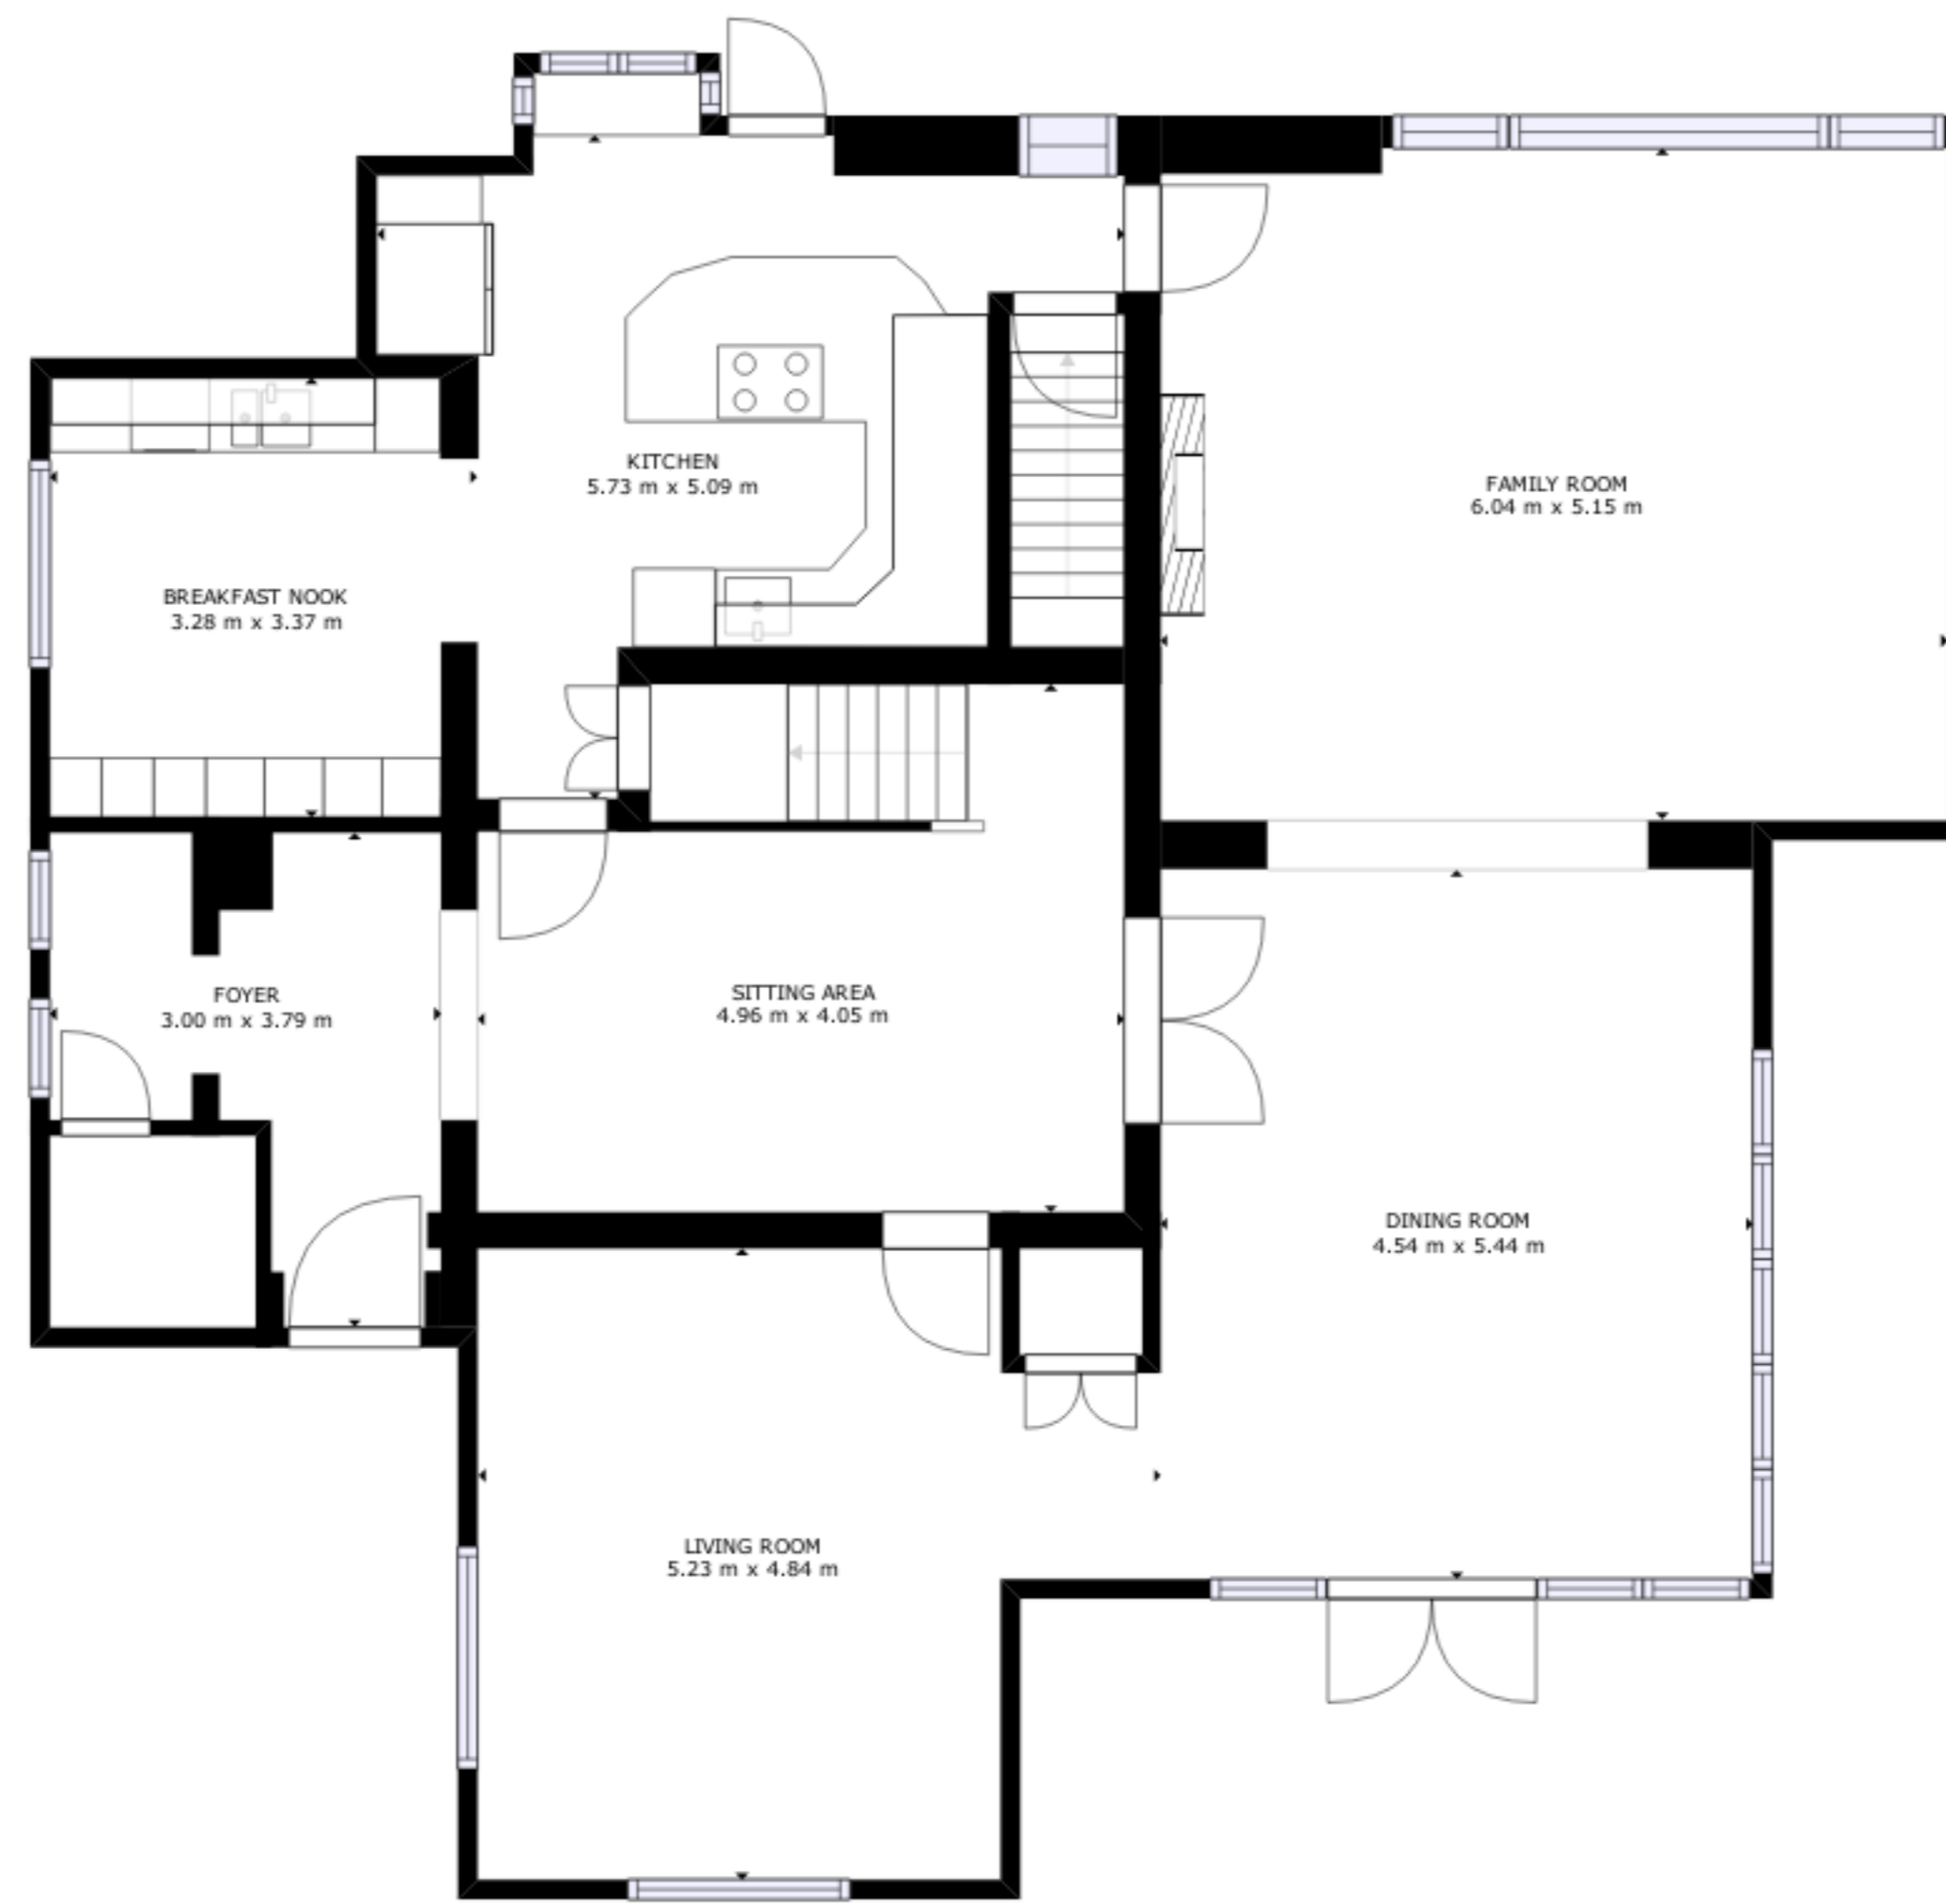 KITCHEN
5.73 m x 5.09 m
FAMILY ROOM
6.04 m x 5.15 m
BREAKFAST NOOK
3.28 m x 3.37 m
FOYER
3.00 m x 3.79 m
SITTING AREA
4.96 m x 4.05 m
DINING ROOM
4.54 m x 5.44 m
LIVING ROOM
5.23 m x 4.84 m